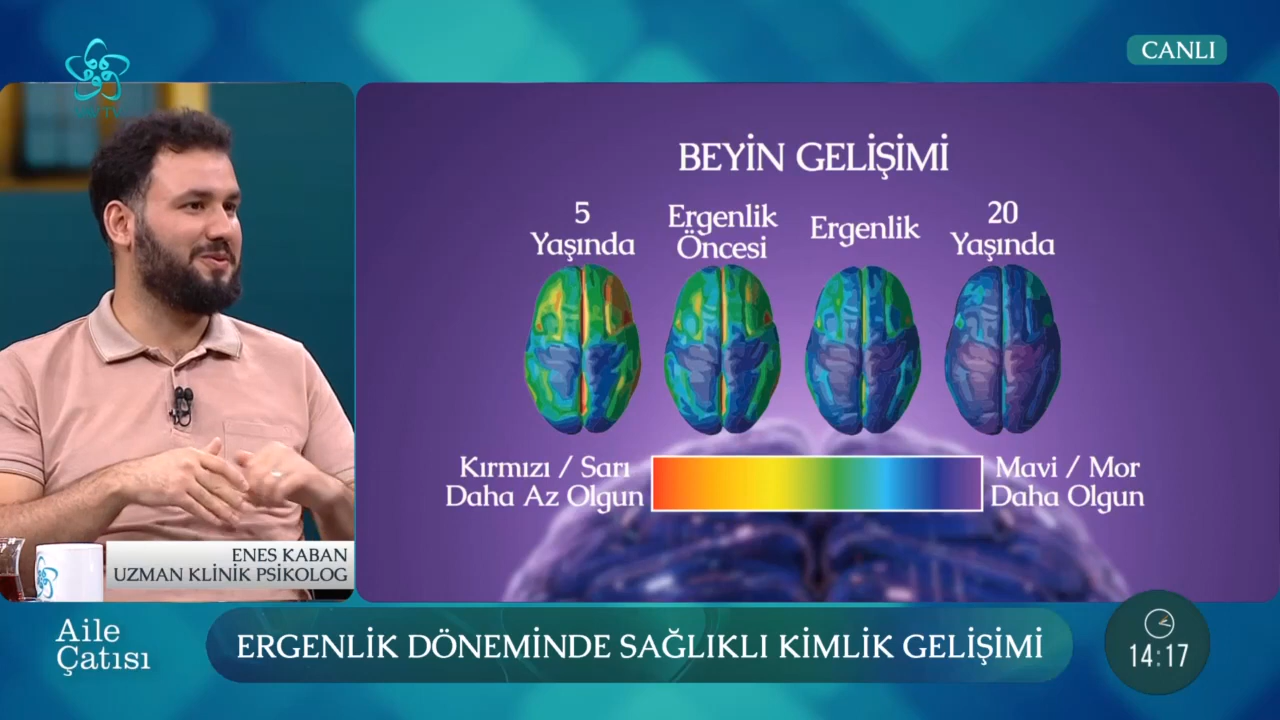 CANLI
BEYİN GELİŞİMİ
5
Yaşında
Ergenlik
Öncesi
Ergenlik
20
Yaşında
Kırmızı / Sarı
Daha Az Olgun
Mavi / Mor
Daha Olgun
ENES KABAN
UZMAN KLİNİK PSİKOLOG
Aile
Çatısı
ERGENLİK DÖNEMİNDE SAĞLIKLI KİMLİK GELİŞİMİ
14:17